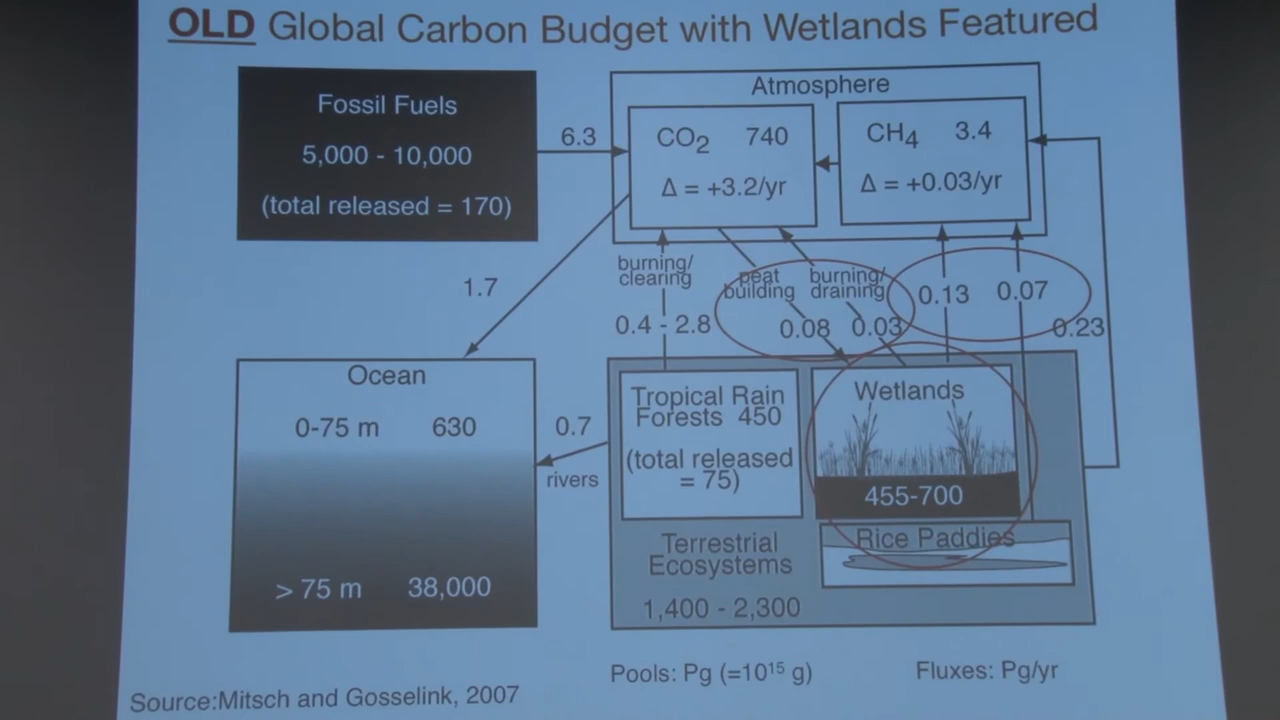 OLD Global Carbon Budget with Wetlands Featured
Fossil Fuels
5,000 - 10,000
(total released = 170)
6.3
Atmosphere
CO₂ 740
Δ = +3.2/yr
CH₄ 3.4
Δ = +0.03/yr
1.7
burning/
clearing
0.4 - 2.8
peat
building
0.08
burning/
draining
0.03
0.13
0.07
0.23
Ocean
0-75 m 630
> 75 m 38,000
0.7
rivers
Tropical Rain
Forests 450
(total released
= 75)
Wetlands
455-700
Rice Paddies
Terrestrial
Ecosystems
1,400 - 2,300
Pools: Pg (=10¹⁵ g)
Fluxes: Pg/yr
Source:Mitsch and Gosselink, 2007